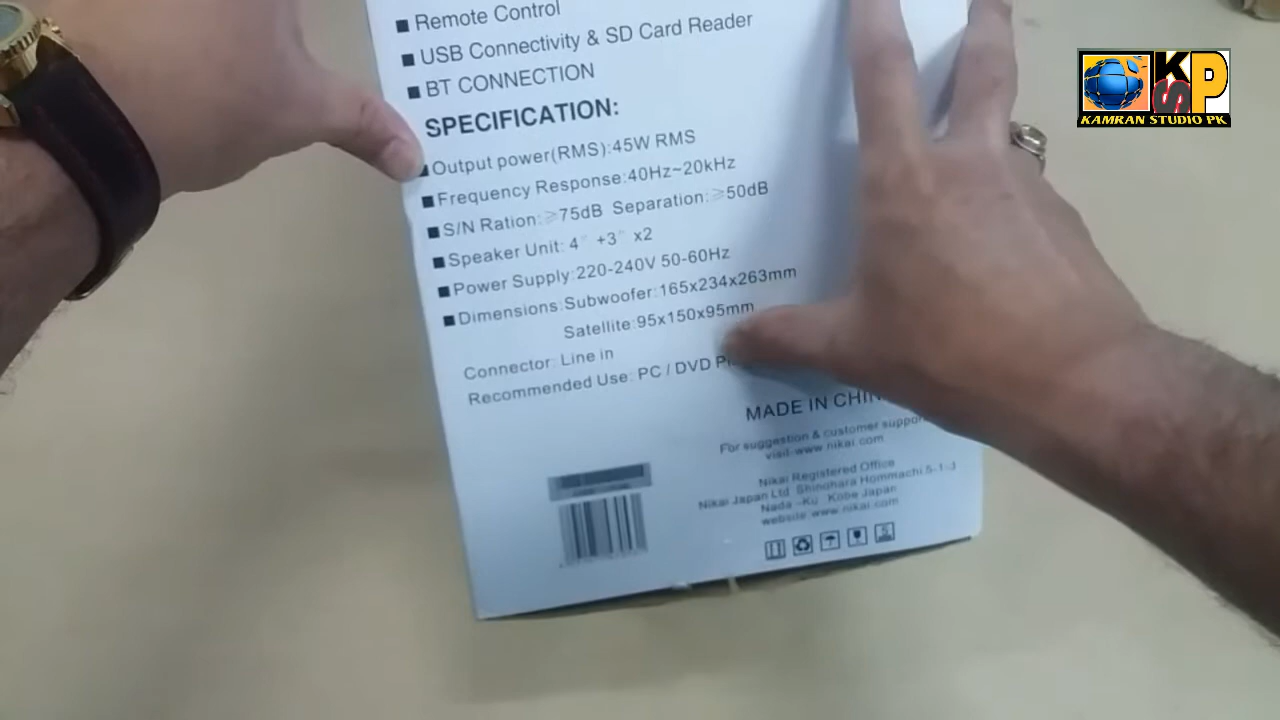 Remote Control
USB Connectivity & SD Card Reader
BT CONNECTION
SPECIFICATION:
Output power(RMS):45W RMS
Frequency Response:40Hz~20kHz
S/N Ration:≥75dB Separation:≥50dB
Speaker Unit: 4″ +3″ x2
Power Supply:220-240V 50-60Hz
Dimensions:Subwoofer:165x234x263mm
Satellite:95x150x95mm
Connector: Line in
Recommended Use: PC / DVD
MADE IN
For suggestion & customer support
visit-www.nikai.com
Nikai Registered Office
Nikai Japan Ltd. Shinohara Hommachi 5-1-3
Nada -Ku Kobe Japan
website:www.nikai.com
KSP
KAMRAN STUDIO PK